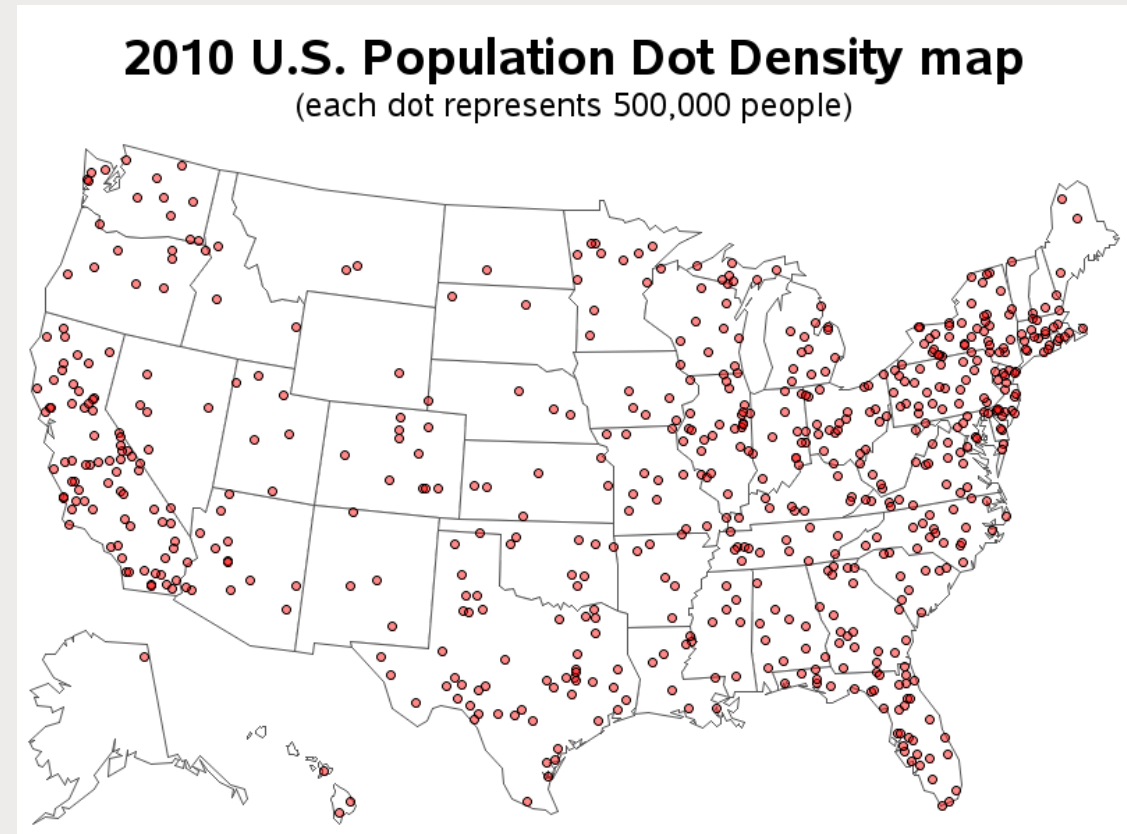 2010 U.S. Population Dot Density map
(each dot represents 500,000 people)